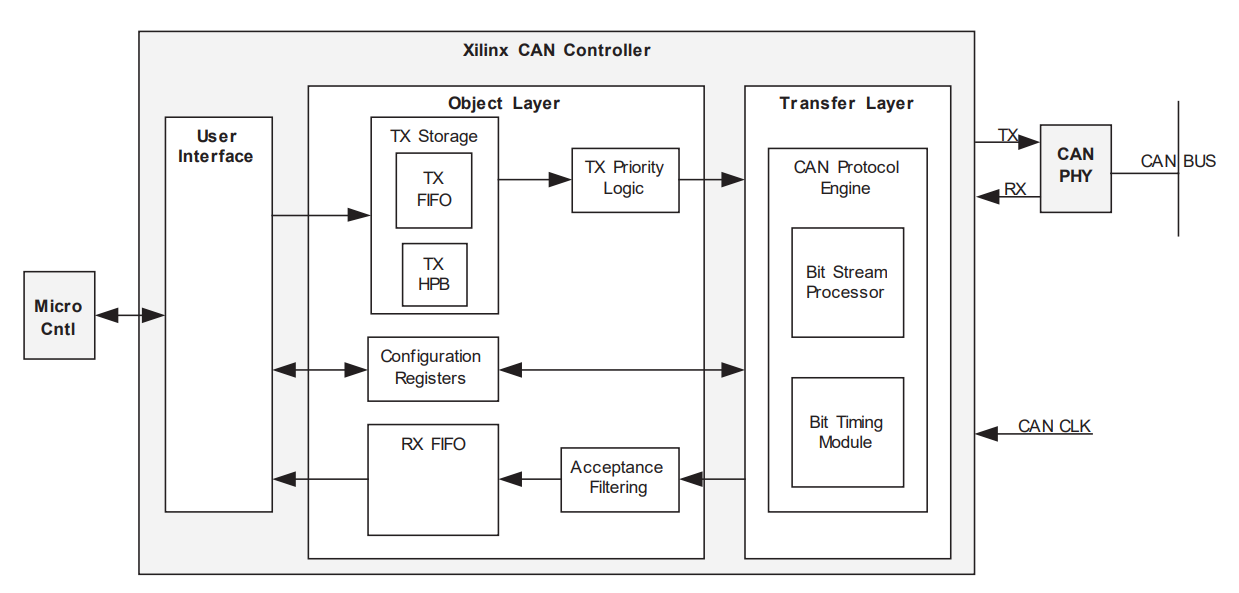 Xilinx CAN Controller
Object Layer
Transfer Layer
User
Interface
TX Storage
TX
FIFO
TX
HPB
TX Priority
Logic
CAN Protocol
Engine
TX
CAN
PHY
CAN BUS
RX
Bit Stream
Processor
Micro
Cntl
Configuration
Registers
Bit Timing
Module
CAN CLK
RX FIFO
Acceptance
Filtering